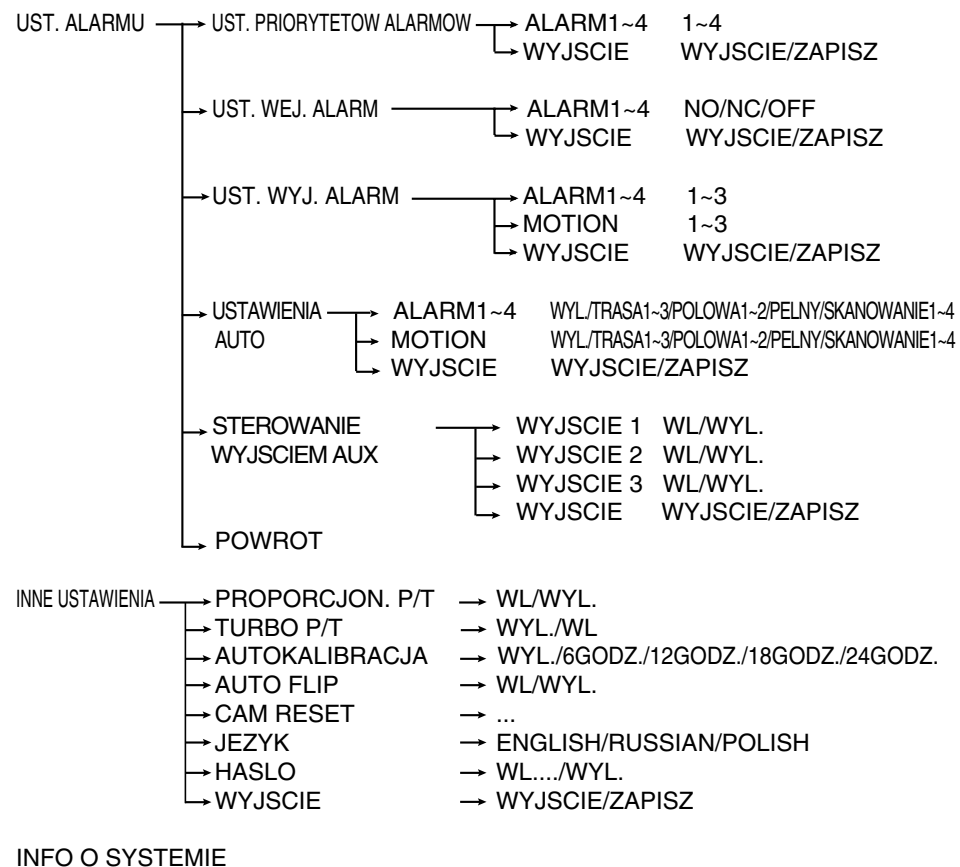 UST. ALARMU UST. PRIORYTETOW ALARMOW ALARM1~4 1~4
WYJSCIE WYJSCIE/ZAPISZ
UST. WEJ. ALARM ALARM1~4 NO/NC/OFF
WYJSCIE WYJSCIE/ZAPISZ
UST. WYJ. ALARM ALARM1~4 1~3
MOTION 1~3
WYJSCIE WYJSCIE/ZAPISZ
USTAWIENIA ALARM1~4 WYL./TRASA1~3/POLOWA1~2/PELNY/SKANOWANIE1~4
AUTO MOTION WYL./TRASA1~3/POLOWA1~2/PELNY/SKANOWANIE1~4
WYJSCIE WYJSCIE/ZAPISZ
STEROWANIE WYJSCIE 1 WL/WYL.
WYJSCIEM AUX WYJSCIE 2 WL/WYL.
WYJSCIE 3 WL/WYL.
WYJSCIE WYJSCIE/ZAPISZ
POWROT
INNE USTAWIENIA PROPORCJON. P/T WL/WYL.
TURBO P/T WYL./WL
AUTOKALIBRACJA WYL./6GODZ./12GODZ./18GODZ./24GODZ.
AUTO FLIP WL/WYL.
CAM RESET ...
JEZYK ENGLISH/RUSSIAN/POLISH
HASLO WL..../WYL.
WYJSCIE WYJSCIE/ZAPISZ
INFO O SYSTEMIE